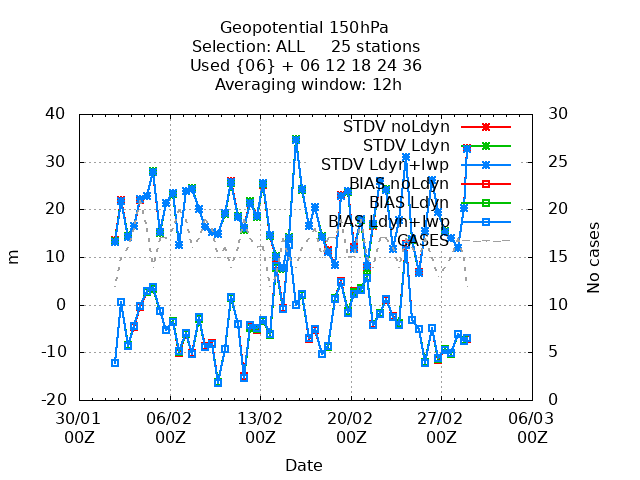 Geopotential 150hPa
Selection: ALL 25 stations
Used {06} + 06 12 18 24 36
Averaging window: 12h
40 30
STDV noLdyn
STDV Ldyn
30 25
STDV Ldyn+lwp
BIAS noLdyn
BIAS Ldyn
20 20
BIAS Ldyn+lwp
CASES
10 15
m
No cases
0 10
-10 5
-20 0
30/01 06/02 13/02 20/02 27/02 06/03
00Z 00Z 00Z 00Z 00Z 00Z
Date